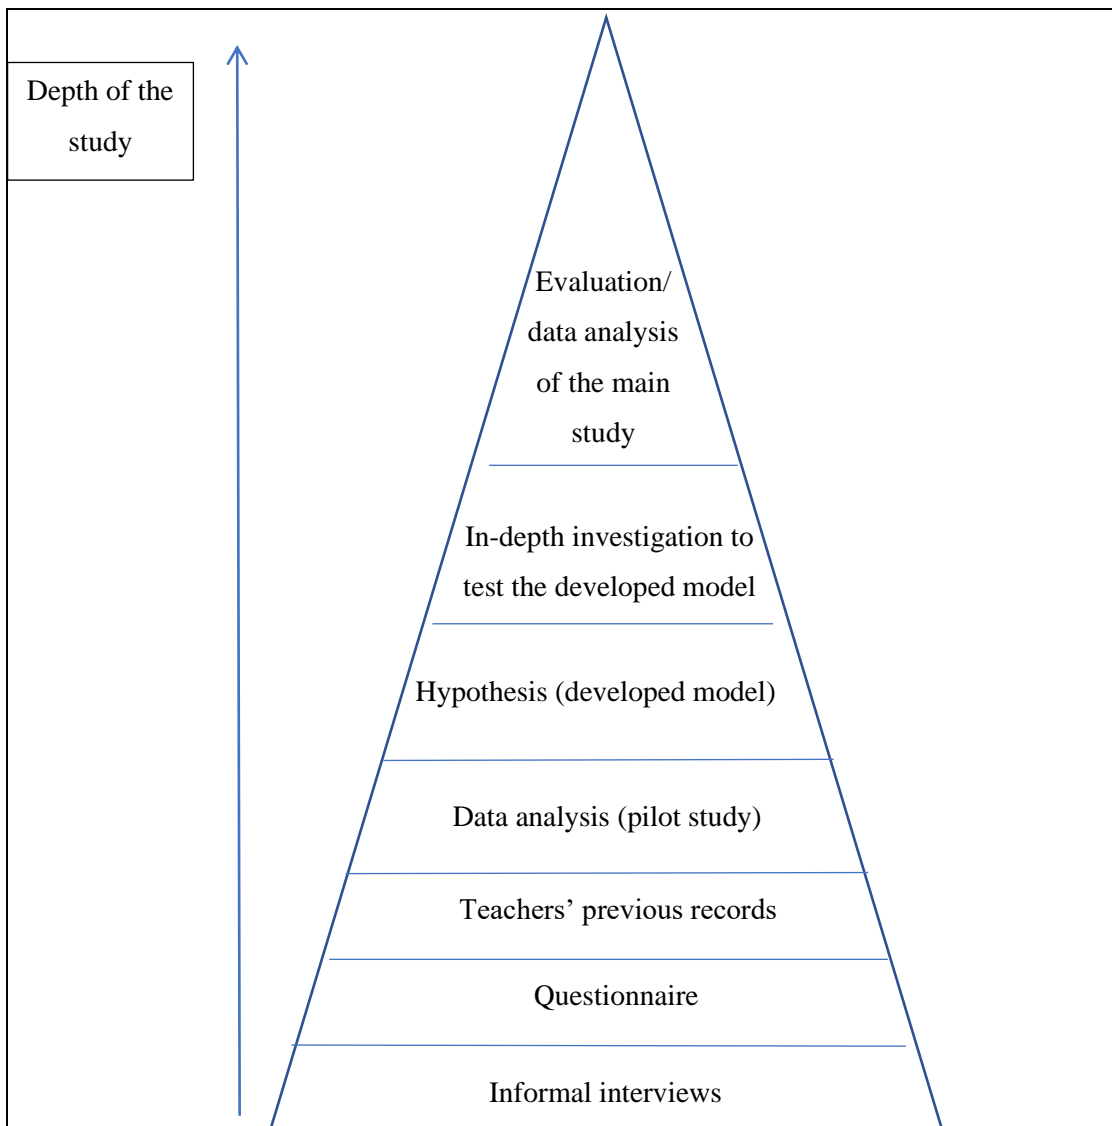 Depth of the
study
Evaluation/
data analysis
of the main
study
In-depth investigation to
test the developed model
Hypothesis (developed model)
Data analysis (pilot study)
Teachers’ previous records
Questionnaire
Informal interviews